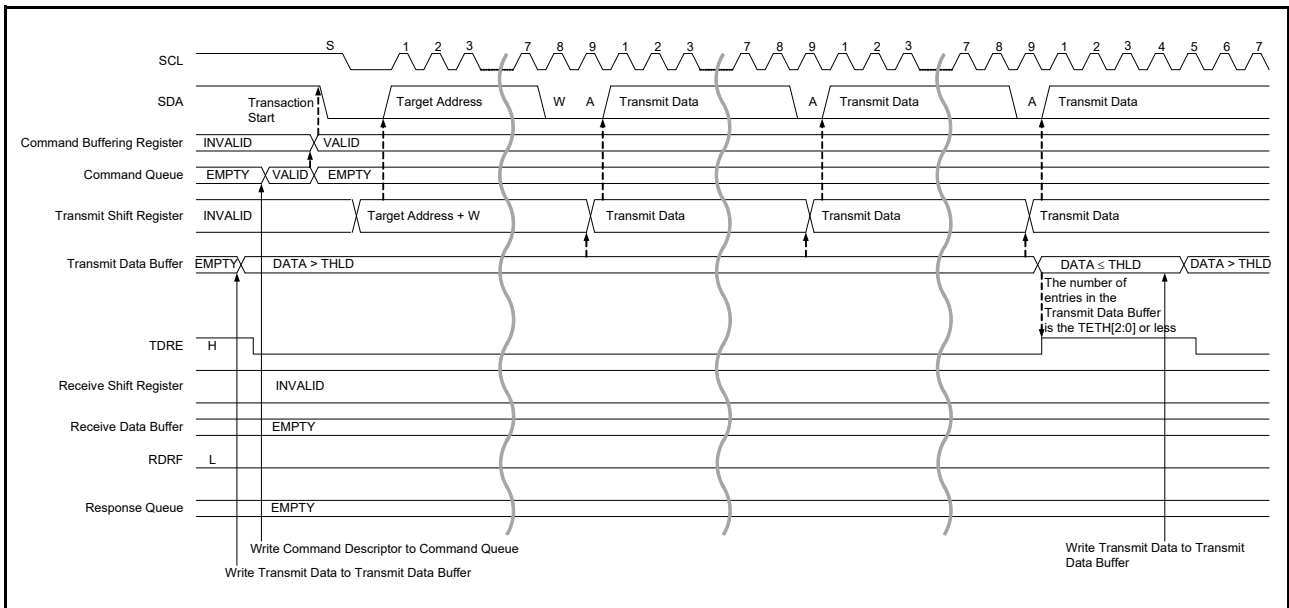 S 1 2 3 7 8 9 1 2 3 7 8 9 1 2 3 7 8 9 1 2 3 4 5 6 7
SCL
SDA Transaction Start Target Address W A Transmit Data A Transmit Data A Transmit Data
Command Buffering Register INVALID VALID
Command Queue EMPTY VALID EMPTY
Transmit Shift Register INVALID Target Address + W Transmit Data Transmit Data Transmit Data
Transmit Data Buffer EMPTY DATA > THLD DATA ≤ THLD DATA > THLD
The number of
entries in the
Transmit Data Buffer
is the TETH[2:0] or less
TDRE H
Receive Shift Register INVALID
Receive Data Buffer EMPTY
RDRF L
Response Queue EMPTY
Write Command Descriptor to Command Queue
Write Transmit Data to Transmit
Data Buffer
Write Transmit Data to Transmit Data Buffer